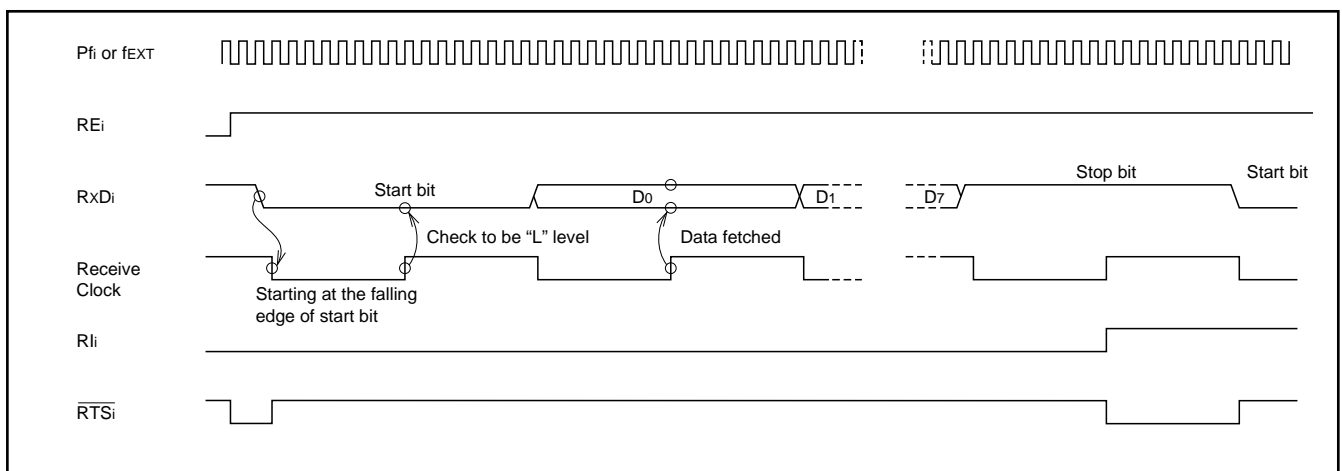 Pfi or fEXT
REi
RxDi
Start bit
D0
D1
D7
Stop bit
Start bit
Check to be “L” level
Data fetched
Receive
Clock
Starting at the falling
edge of start bit
RIi
RTSi